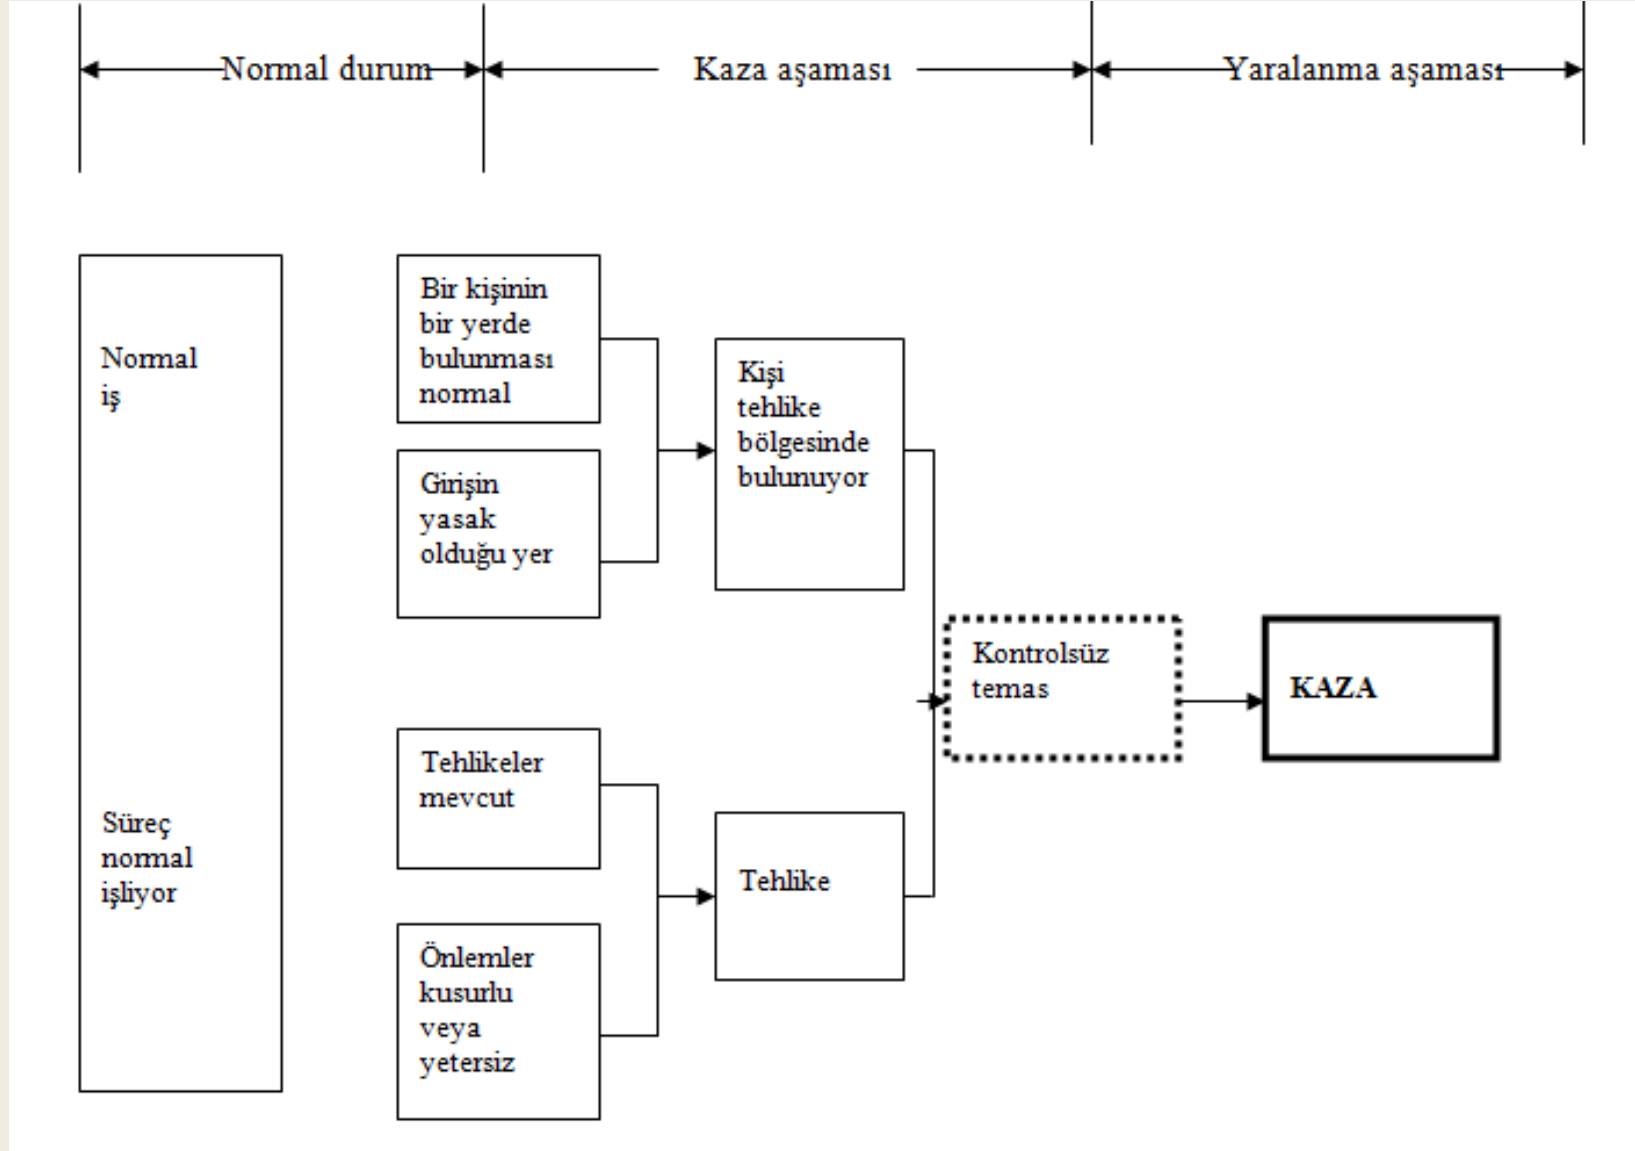 Normal durum
Kaza aşaması
Yaralanma aşaması
Normal
iş
Süreç
normal
işliyor
Bir kişinin
bir yerde
bulunması
normal
Girişin
yasak
olduğu yer
Tehlikeler
mevcut
Önlemler
kusurlu
veya
yetersiz
Kişi
tehlike
bölgesinde
bulunuyor
Tehlike
Kontrolsüz
temas
KAZA